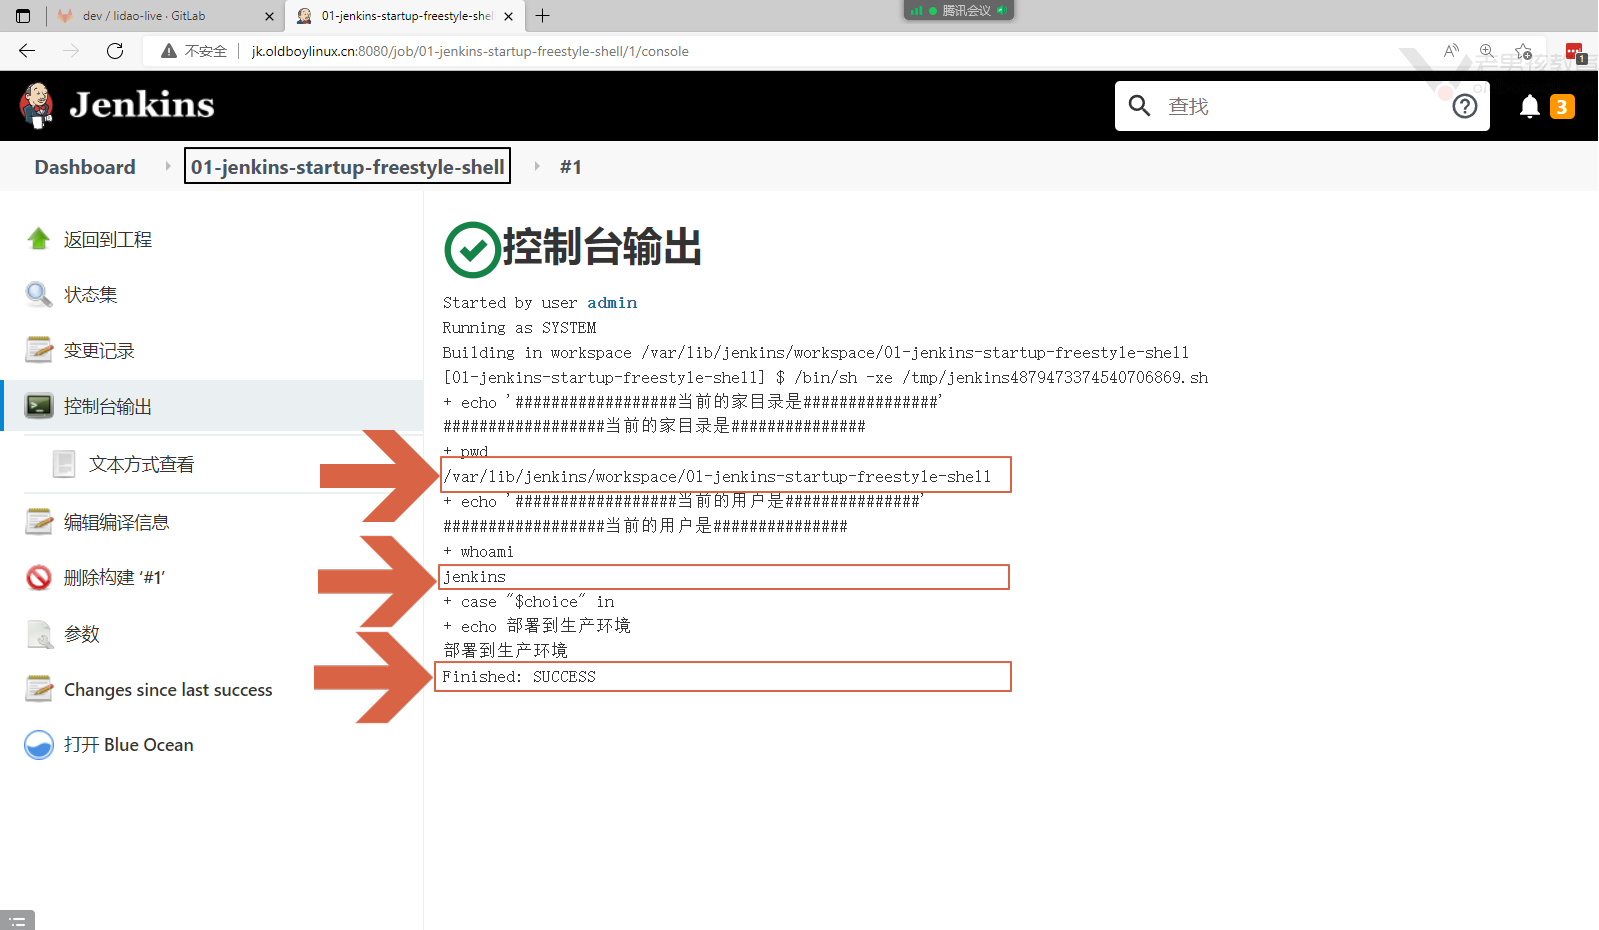 dev / lidao-live · GitLab
01-jenkins-startup-freestyle-shel
腾讯会议
不安全
jk.oldboylinux.cn:8080/job/01-jenkins-startup-freestyle-shell/1/console
1
Jenkins
查找
3
Dashboard
01-jenkins-startup-freestyle-shell
#1
返回到工程
状态集
变更记录
控制台输出
文本方式查看
编辑编译信息
删除构建 ‘#1’
参数
Changes since last success
打开 Blue Ocean
控制台输出
Started by user admin
Running as SYSTEM
Building in workspace /var/lib/jenkins/workspace/01-jenkins-startup-freestyle-shell
[01-jenkins-startup-freestyle-shell] $ /bin/sh -xe /tmp/jenkins4879473374540706869.sh
+ echo '##################当前的家目录是###############'
##################当前的家目录是###############
+ pwd
/var/lib/jenkins/workspace/01-jenkins-startup-freestyle-shell
+ echo '##################当前的用户是###############'
##################当前的用户是###############
+ whoami
jenkins
+ case "$choice" in
+ echo 部署到生产环境
部署到生产环境
Finished: SUCCESS